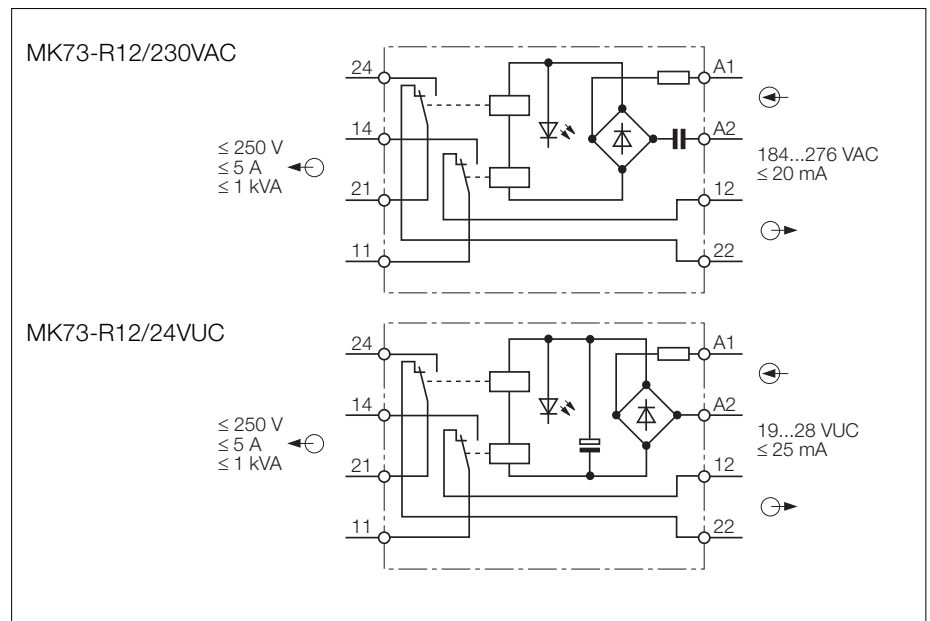 MK73-R12/230VAC
24
14
21
11
≤ 250 V
≤ 5 A
≤ 1 kVA
A1
A2
184...276 VAC
≤ 20 mA
12
22
MK73-R12/24VUC
24
14
21
11
≤ 250 V
≤ 5 A
≤ 1 kVA
A1
A2
19...28 VUC
≤ 25 mA
12
22